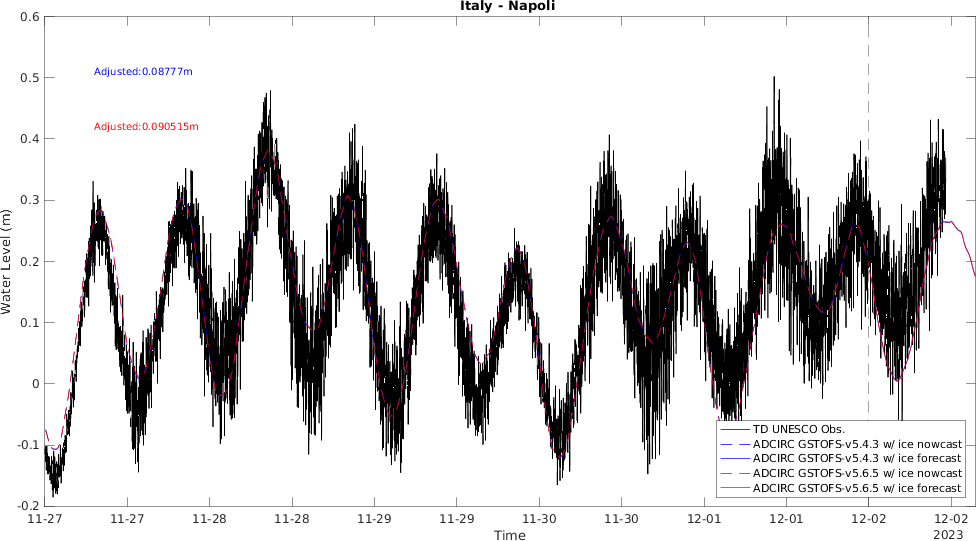 Italy - Napoli
0.6
0.5
0.4
0.3
0.2
0.1
0
-0.1
-0.2
Water Level (m)
Adjusted:0.08777m
Adjusted:0.090515m
TD UNESCO Obs.
ADCIRC GSTOFS-v5.4.3 w/ ice nowcast
ADCIRC GSTOFS-v5.4.3 w/ ice forecast
ADCIRC GSTOFS-v5.6.5 w/ ice nowcast
ADCIRC GSTOFS-v5.6.5 w/ ice forecast
11-27 11-27 11-28 11-28 11-29 11-29 11-30 11-30 12-01 12-01 12-02 12-02
2023
Time